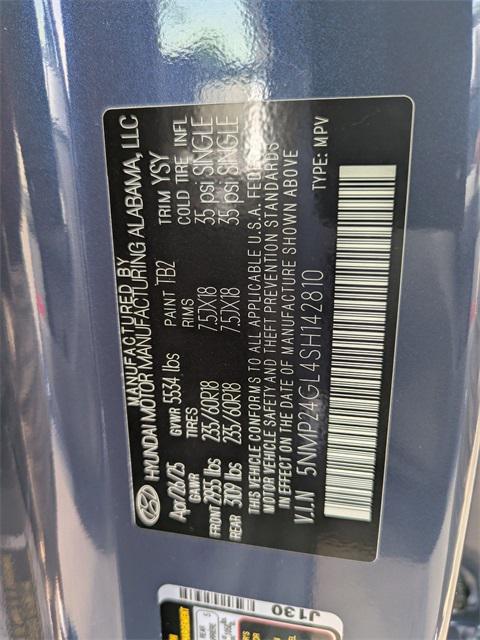 MANUFACTURED BY
HYUNDAI MOTOR MANUFACTURING ALABAMA, LLC
Apr/26/25 GVWR 5534 lbs PAINT TB2 TRIM YSY
GAWR TIRES RIMS COLD TIRE INFL
FRONT 2955 lbs 235/60R18 7.5JX18 35 psi SINGLE
REAR 3109 lbs 235/60R18 7.5JX18 35 psi SINGLE
THIS VEHICLE CONFORMS TO ALL APPLICABLE U.S.A. FEDERAL
MOTOR VEHICLE SAFETY AND THEFT PREVENTION STANDARDS
IN EFFECT ON THE DATE OF MANUFACTURE SHOWN ABOVE
V.I.N 5NMP24GL4SH142810 TYPE: MPV
J130
REAR